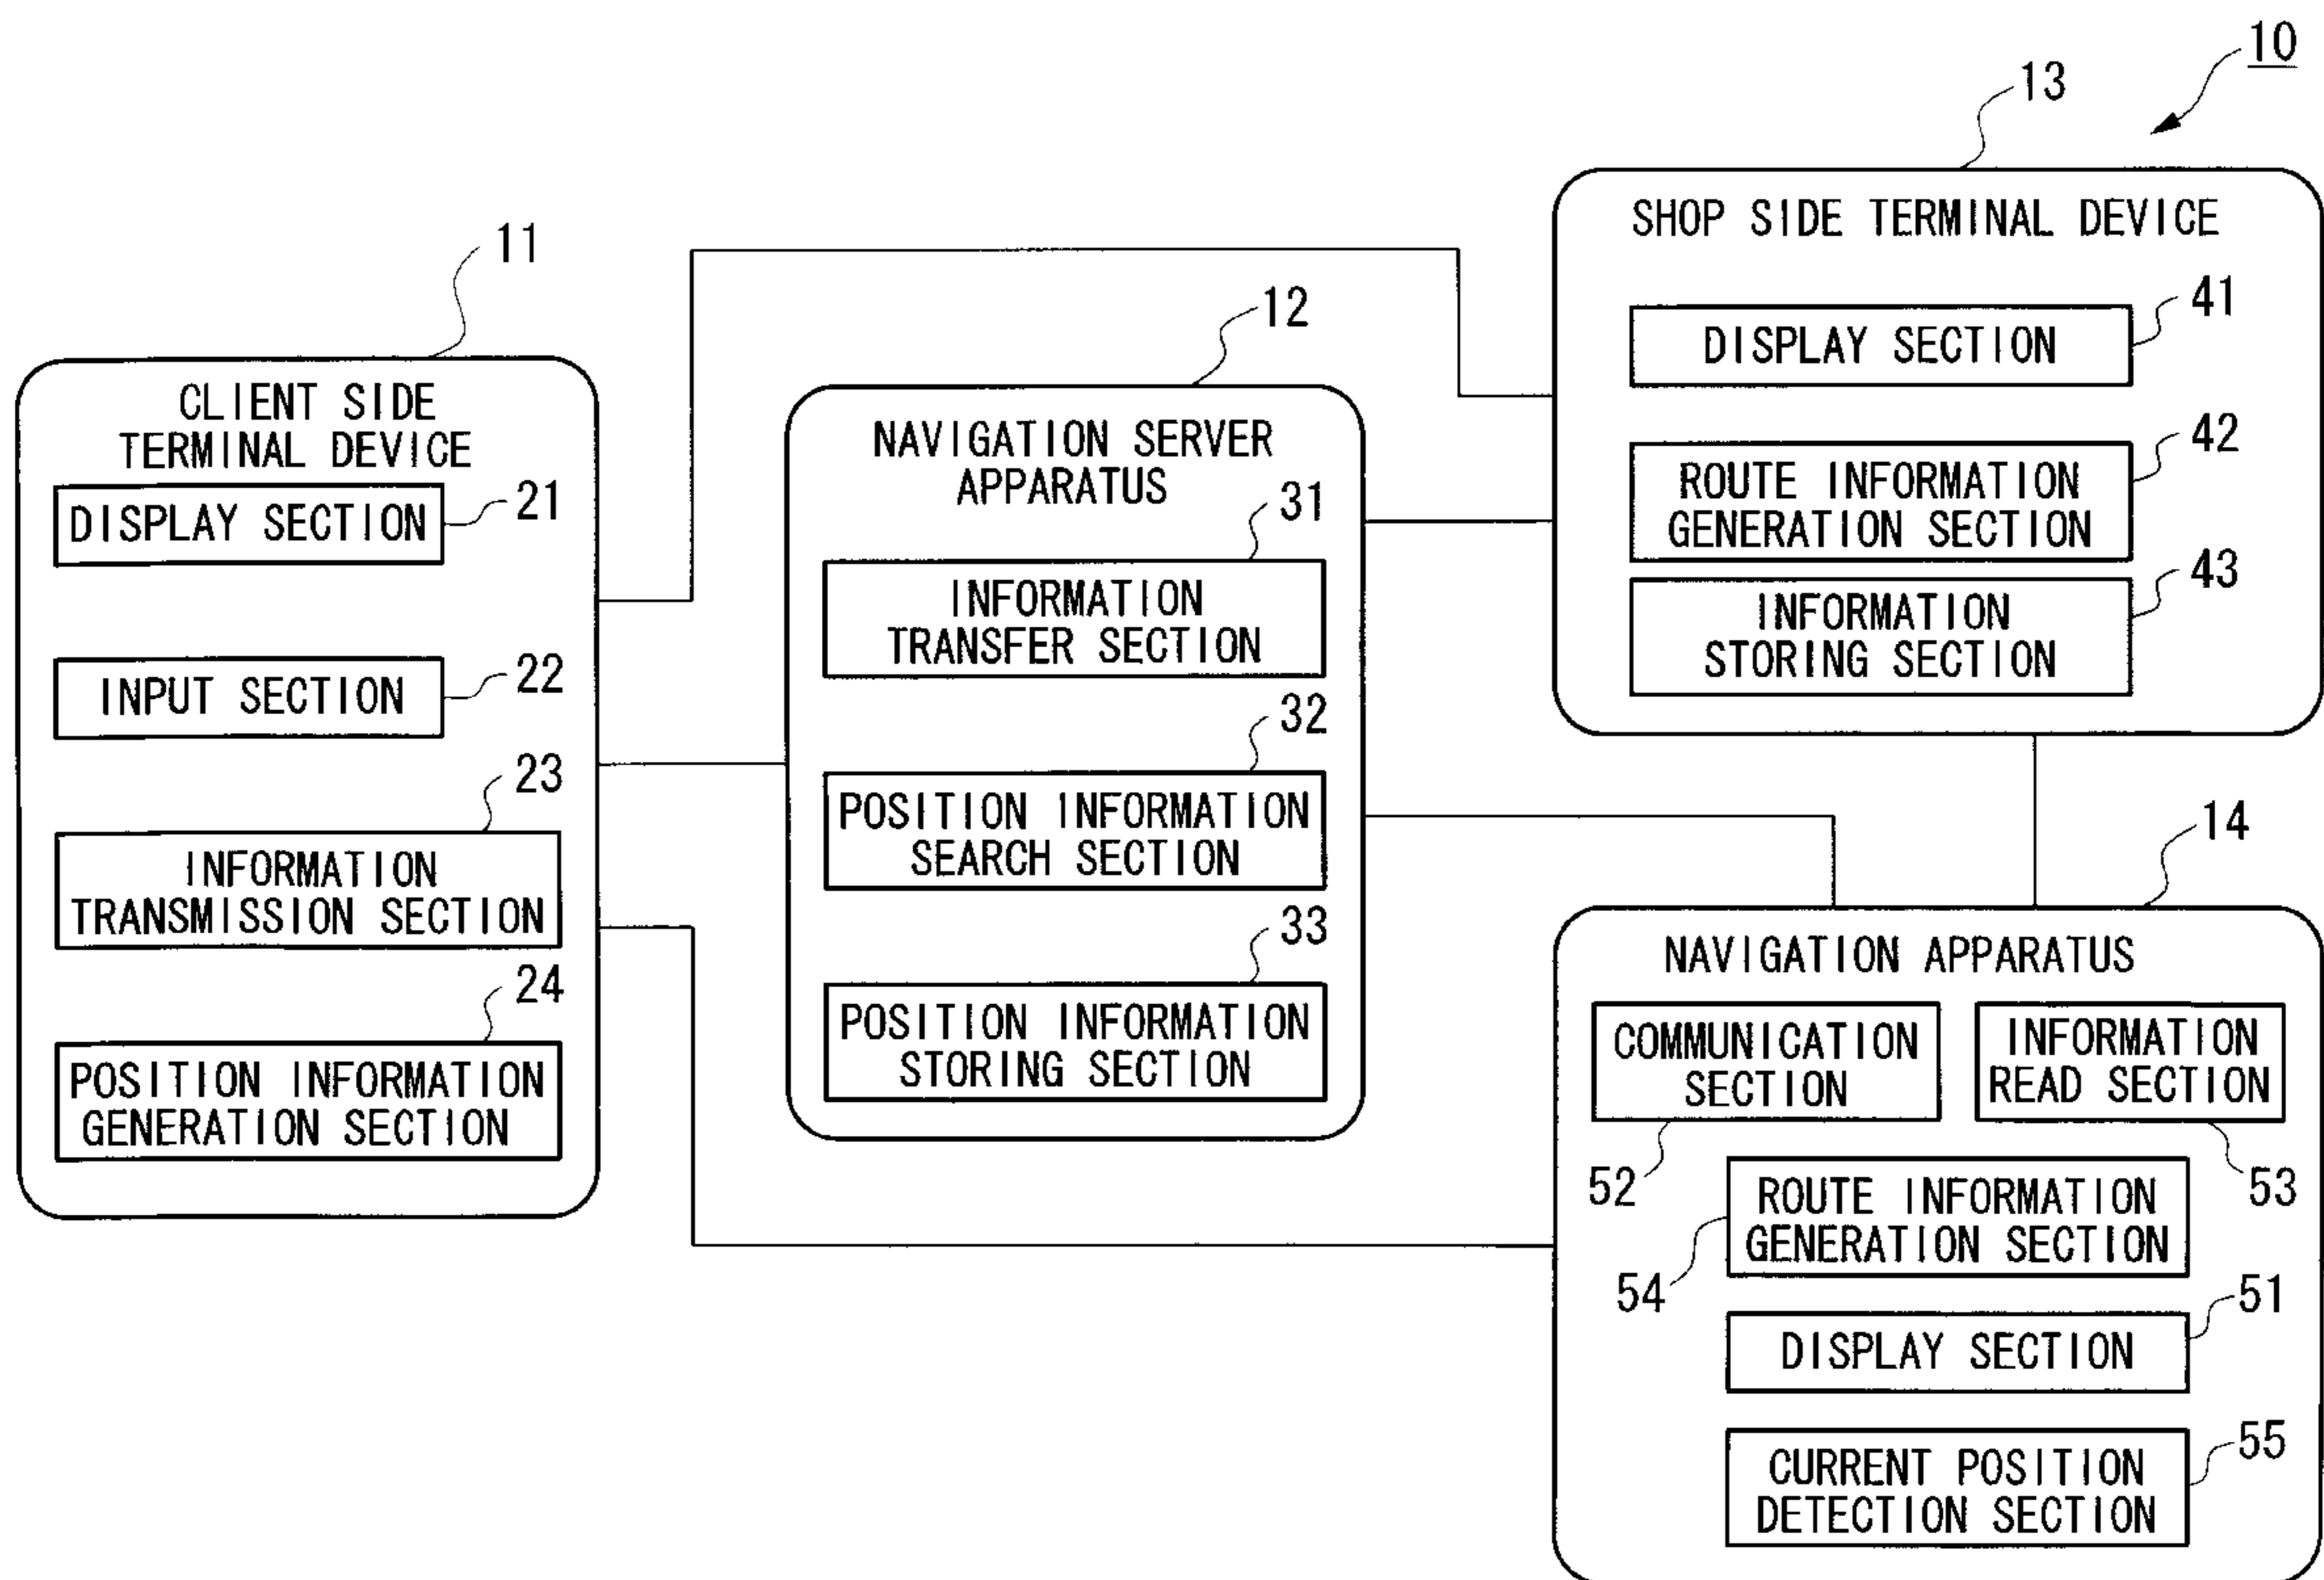 10
13
SHOP SIDE TERMINAL DEVICE
41
DISPLAY SECTION
42
ROUTE INFORMATION
GENERATION SECTION
43
INFORMATION
STORING SECTION
11
CLIENT SIDE
TERMINAL DEVICE
21
DISPLAY SECTION
22
INPUT SECTION
23
INFORMATION
TRANSMISSION SECTION
24
POSITION INFORMATION
GENERATION SECTION
12
NAVIGATION SERVER
APPARATUS
31
INFORMATION
TRANSFER SECTION
32
POSITION INFORMATION
SEARCH SECTION
33
POSITION INFORMATION
STORING SECTION
14
NAVIGATION APPARATUS
COMMUNICATION
SECTION
52
INFORMATION
READ SECTION
53
ROUTE INFORMATION
GENERATION SECTION
54
51
DISPLAY SECTION
55
CURRENT POSITION
DETECTION SECTION